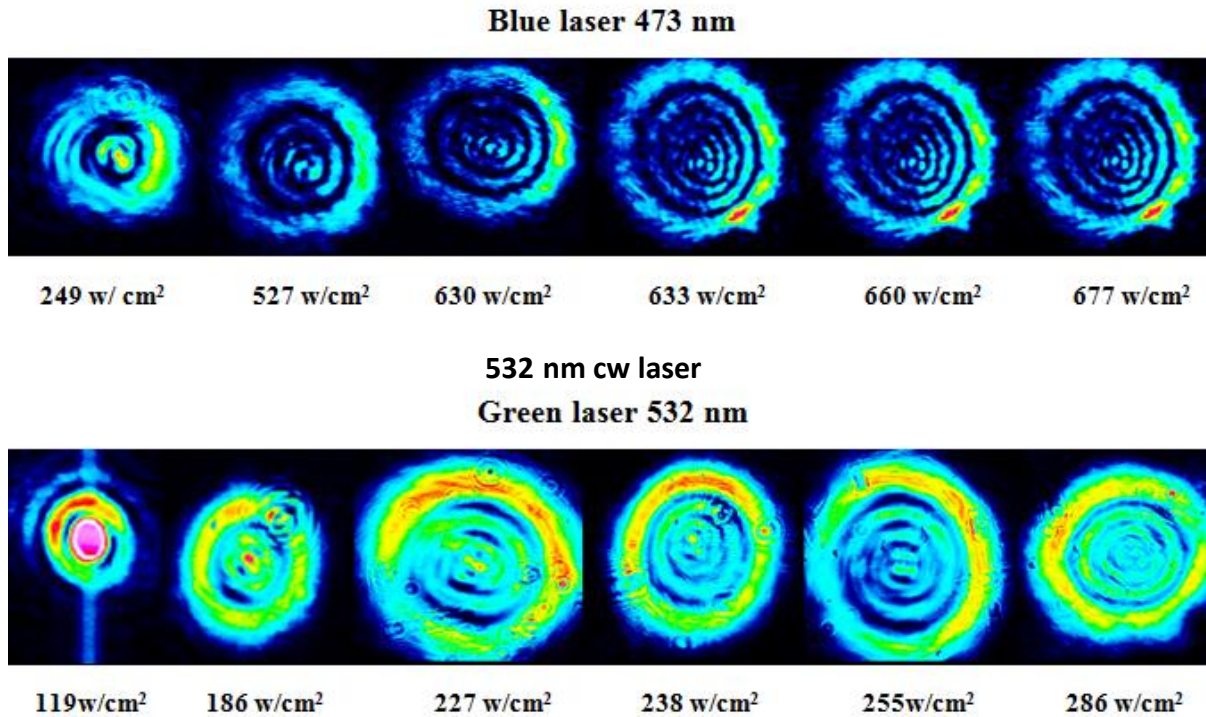 Blue laser 473 nm
249 w/ cm² 527 w/cm² 630 w/cm² 633 w/cm² 660 w/cm² 677 w/cm²
532 nm cw laser
Green laser 532 nm
119w/cm² 186 w/cm² 227 w/cm² 238 w/cm² 255w/cm² 286 w/cm²